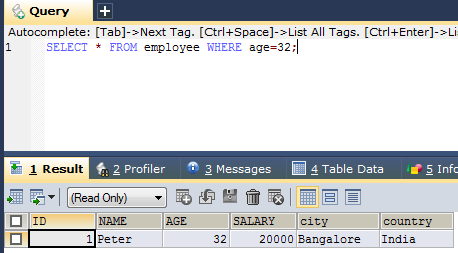 Query
Autocomplete: [Tab]->Next Tag. [Ctrl+Space]->List All Tags. [Ctrl+Enter]->Li
1 SELECT * FROM employee WHERE age=32;
1 Result 2 Profiler 3 Messages 4 Table Data 5 Info
(Read Only)
ID NAME AGE SALARY city country
1 Peter 32 20000 Bangalore India